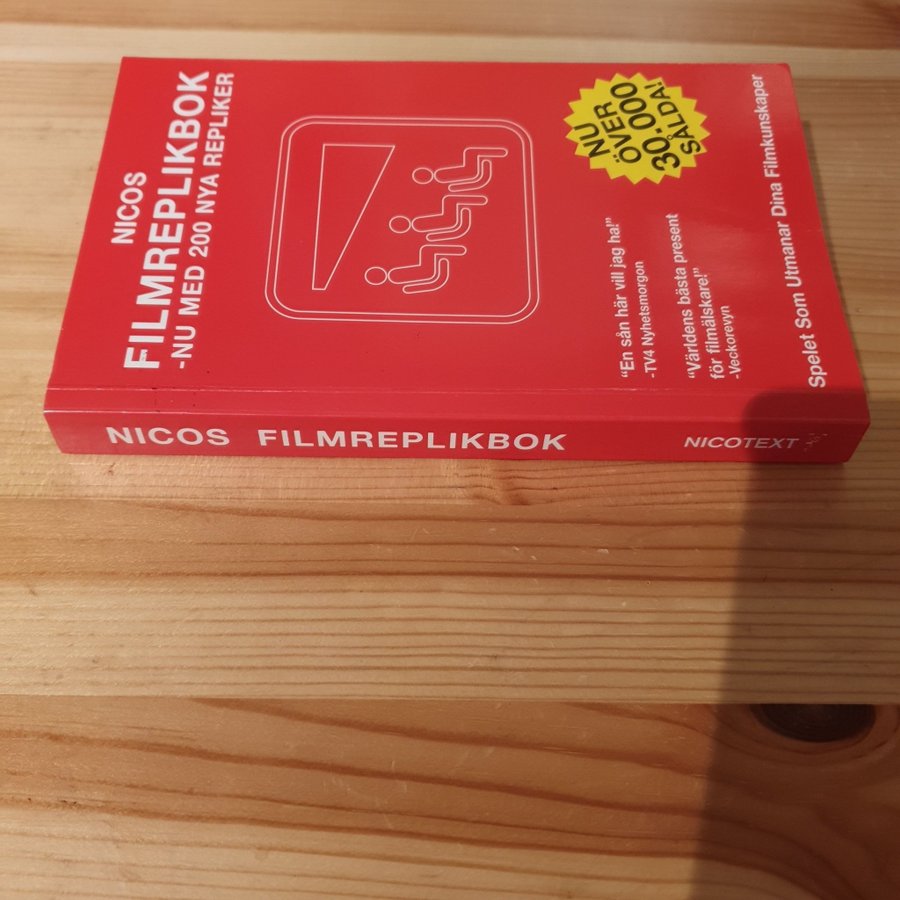 NICOS
FILMREPLIKBOK
-NU MED 200 NYA REPLIKER
NU
ÖVER
30.000
SÅLDA!
“En sån här vill jag ha!”
-TV4 Nyhetsmorgon
“Världens bästa present
för filmälskare!”
-Veckorevyn
Spelet Som Utmanar Dina Filmkunskaper
NICOS FILMREPLIKBOK
NICOTEXT